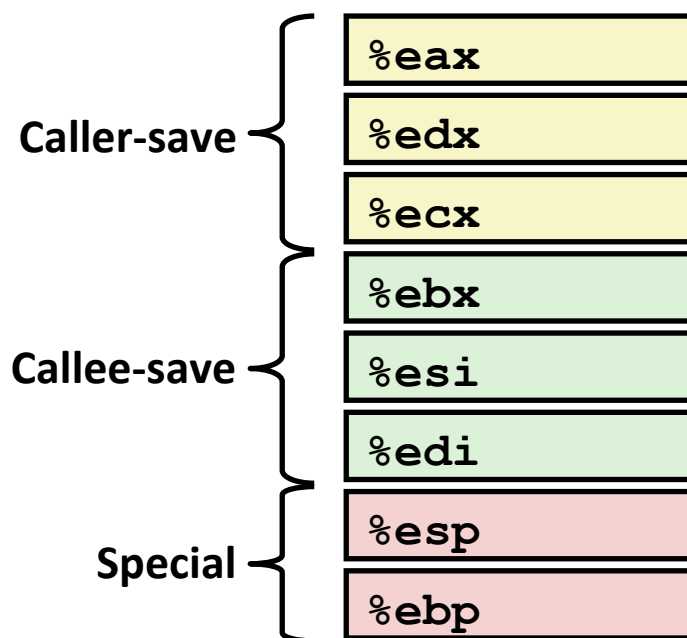 %eax
Caller-save
%edx
%ecx
%ebx
Callee-save
%esi
%edi
%esp
Special
%ebp